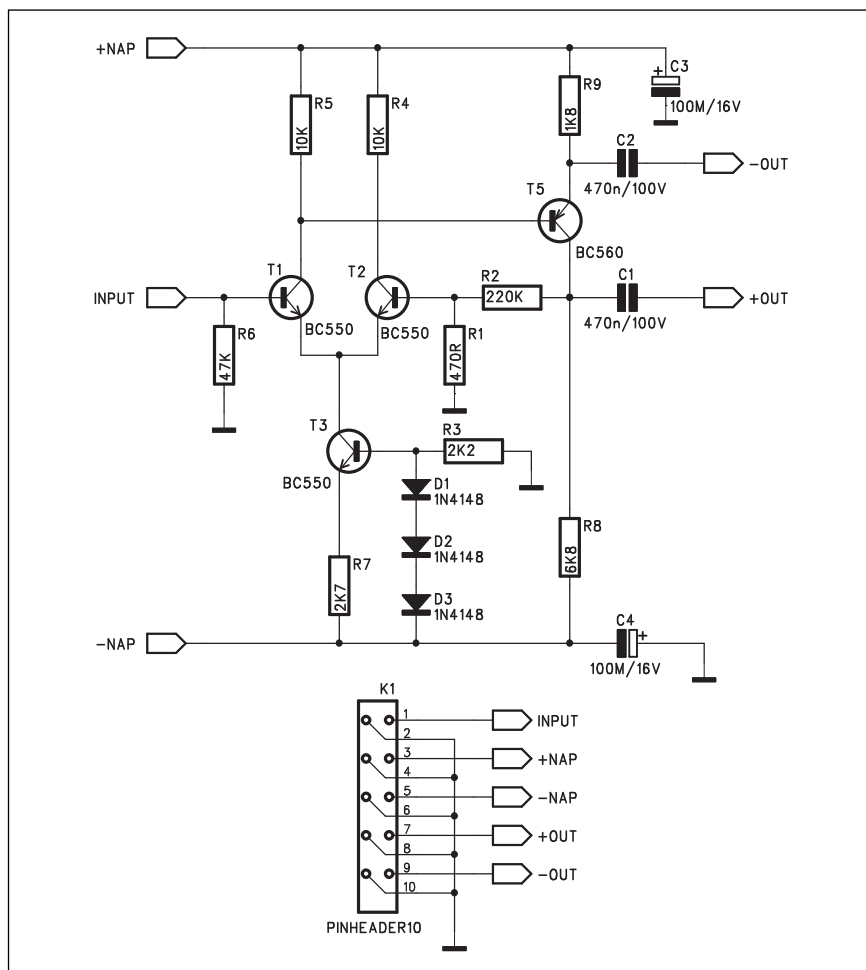 +NAP
C3
+
100M/16V
R5
10K
R4
10K
R9
1K8
C2
470n/100V
-OUT
T5
BC560
T1
BC550
T2
BC550
R2
220K
C1
470n/100V
+OUT
INPUT
R6
47K
R1
470R
T3
BC550
R3
2K2
D1
1N4148
D2
1N4148
D3
1N4148
R8
6K8
R7
2K7
-NAP
C4
+
100M/16V
K1
1
INPUT
2
3
+NAP
4
5
-NAP
6
7
+OUT
8
9
-OUT
10
PINHEADER10